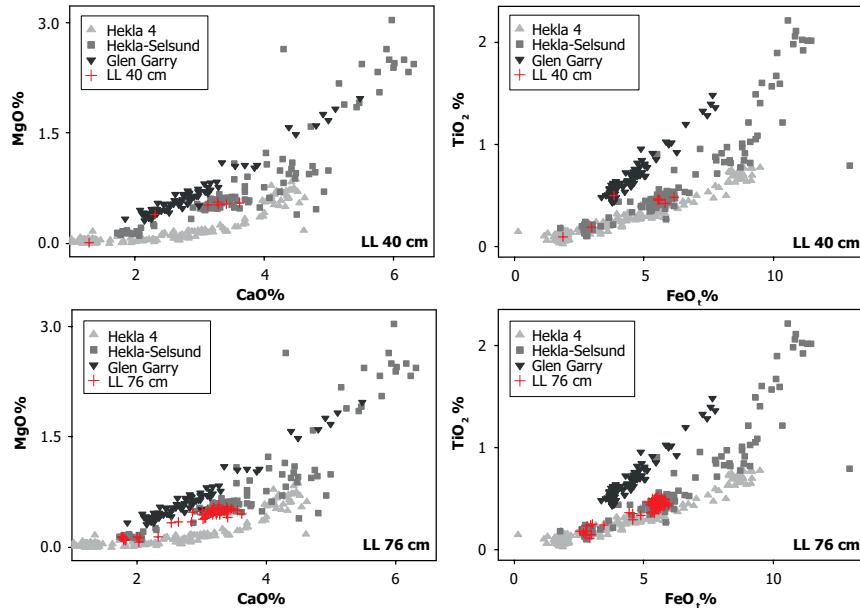 3.0
1.5
0.0
MgO%
Hekla 4
Hekla-Selsund
Glen Garry
LL 40 cm
LL 40 cm
2
4
6
CaO%
2
1
0
TiO₂ %
Hekla 4
Hekla-Selsund
Glen Garry
LL 40 cm
LL 40 cm
0
5
10
FeOₜ%
3.0
1.5
0.0
MgO%
Hekla 4
Hekla-Selsund
Glen Garry
LL 76 cm
LL 76 cm
2
4
6
CaO%
2
1
0
TiO₂ %
Hekla 4
Hekla-Selsund
Glen Garry
LL 76 cm
LL 76 cm
0
5
10
FeOₜ%